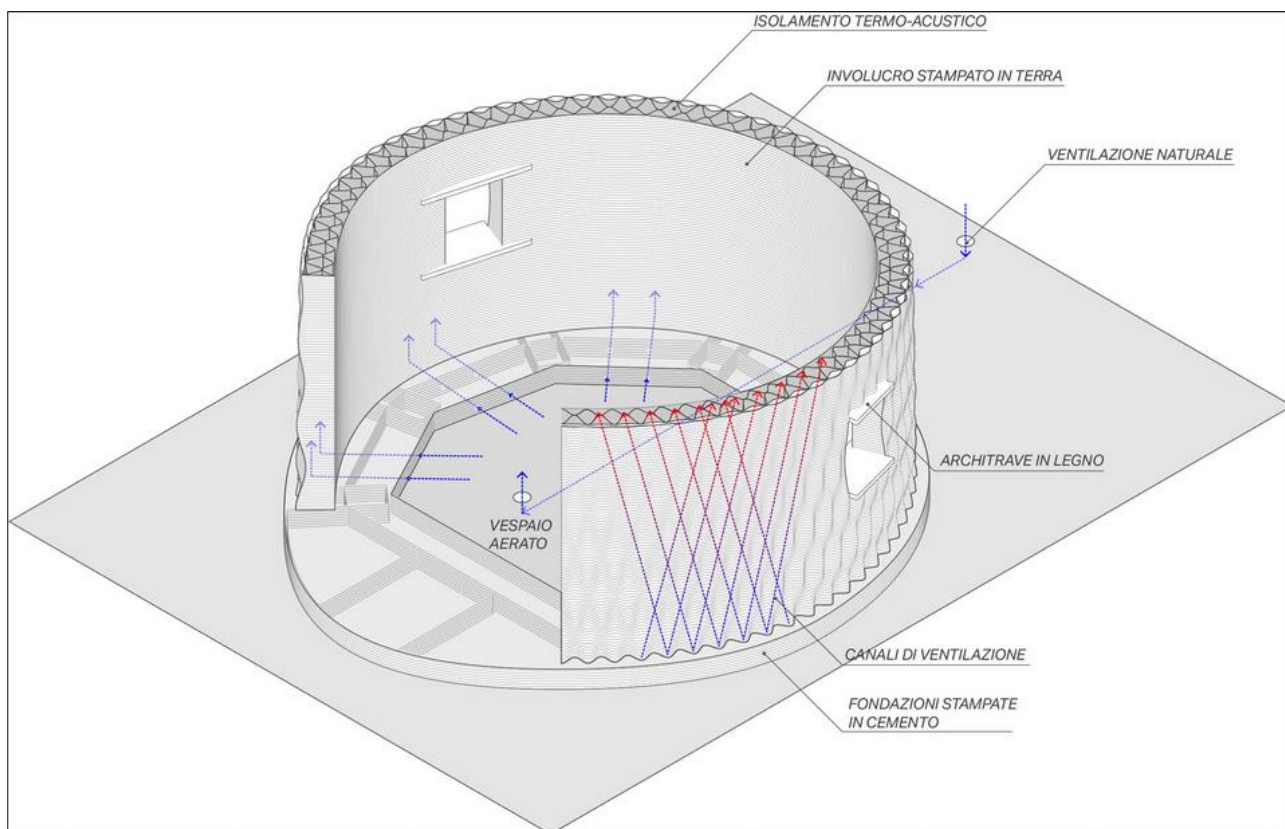 ISOLAMENTO TERMO-ACUSTICO
INVOLUCRO STAMPATO IN TERRA
VENTILAZIONE NATURALE
ARCHITRAVE IN LEGNO
VESPAIO
AERATO
CANALI DI VENTILAZIONE
FONDAZIONI STAMPATE
IN CEMENTO